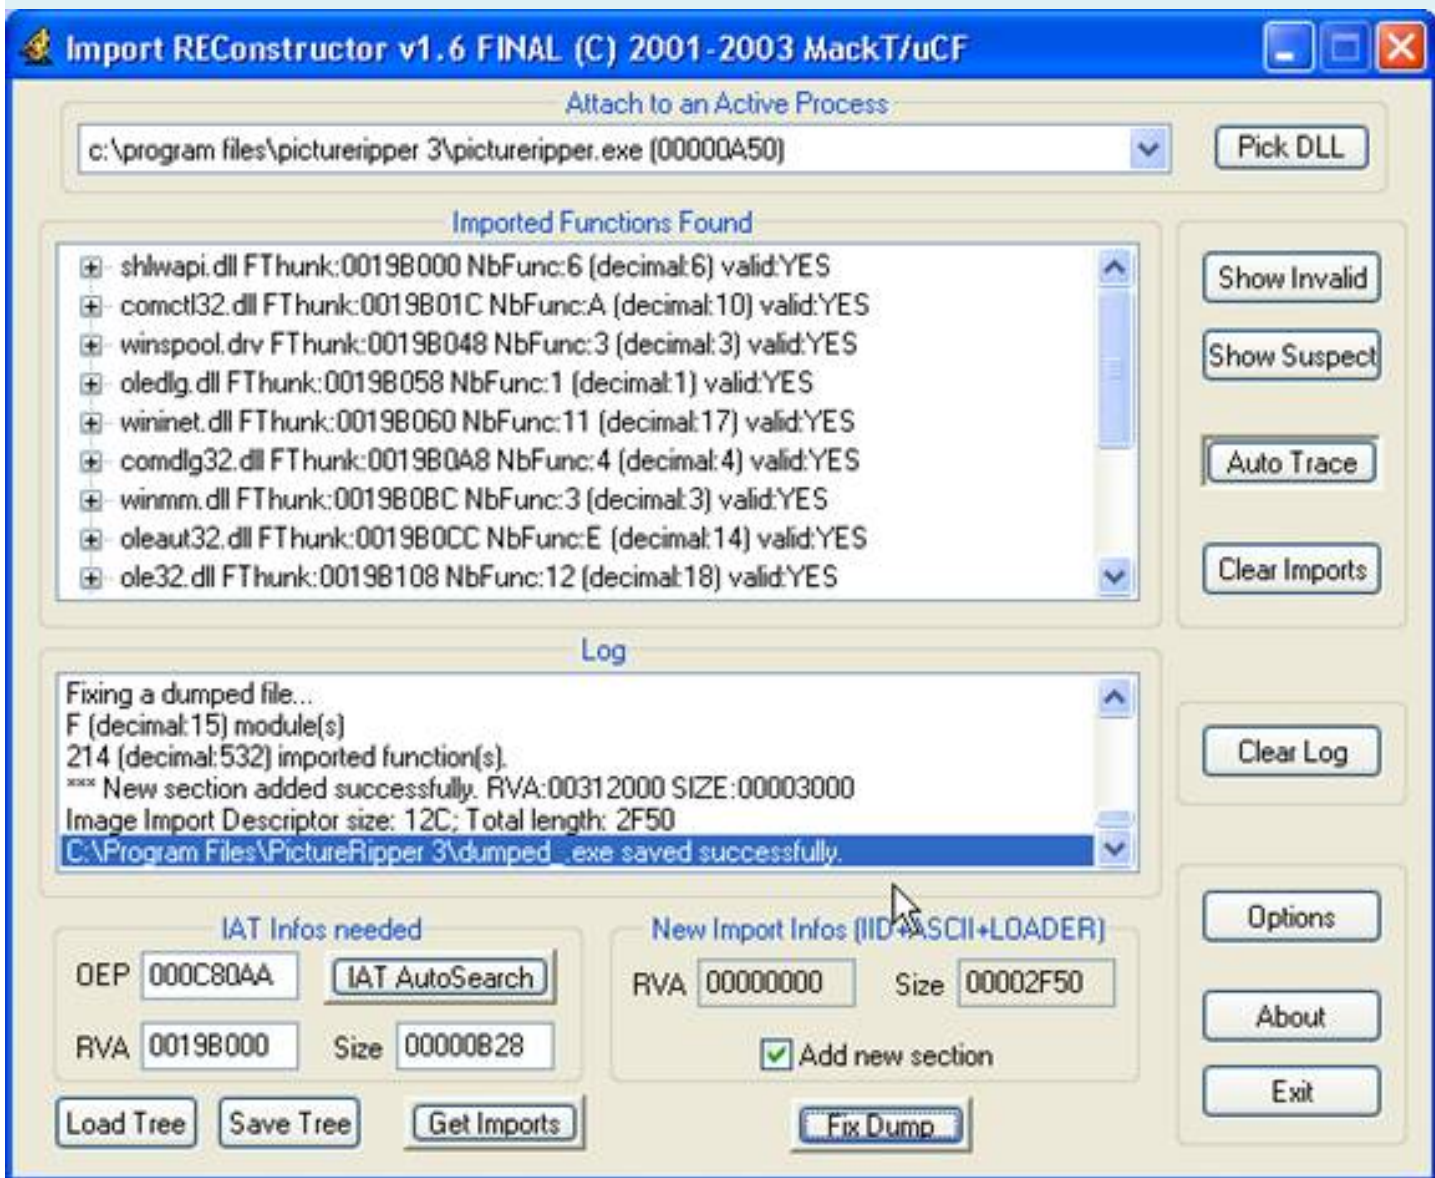 Import REConstructor v1.6 FINAL (C) 2001-2003 MackT/uCF
Attach to an Active Process
c:\program files\pictureripper 3\pictureripper.exe (00000A50)
Pick DLL
Imported Functions Found
shlwapi.dll FThunk:0019B000 NbFunc:6 (decimal:6) valid:YES
comctl32.dll FThunk:0019B01C NbFunc:A (decimal:10) valid:YES
winspool.drv FThunk:0019B048 NbFunc:3 (decimal:3) valid:YES
oledlg.dll FThunk:0019B058 NbFunc:1 (decimal:1) valid:YES
wininet.dll FThunk:0019B060 NbFunc:11 (decimal:17) valid:YES
comdlg32.dll FThunk:0019B0A8 NbFunc:4 (decimal:4) valid:YES
winmm.dll FThunk:0019B0BC NbFunc:3 (decimal:3) valid:YES
oleaut32.dll FThunk:0019B0CC NbFunc:E (decimal:14) valid:YES
ole32.dll FThunk:0019B108 NbFunc:12 (decimal:18) valid:YES
Show Invalid
Show Suspect
Auto Trace
Clear Imports
Log
Fixing a dumped file...
F (decimal:15) module(s)
214 (decimal:532) imported function(s).
*** New section added successfully. RVA:00312000 SIZE:00003000
Image Import Descriptor size: 12C; Total length: 2F50
C:\Program Files\PictureRipper 3\dumped_.exe saved successfully.
Clear Log
IAT Infos needed
OEP 000C80AA IAT AutoSearch
RVA 0019B000 Size 00000B28
New Import Infos (IID+ASCII+LOADER)
RVA 00000000 Size 00002F50
Add new section
Options
About
Exit
Load Tree Save Tree Get Imports Fix Dump